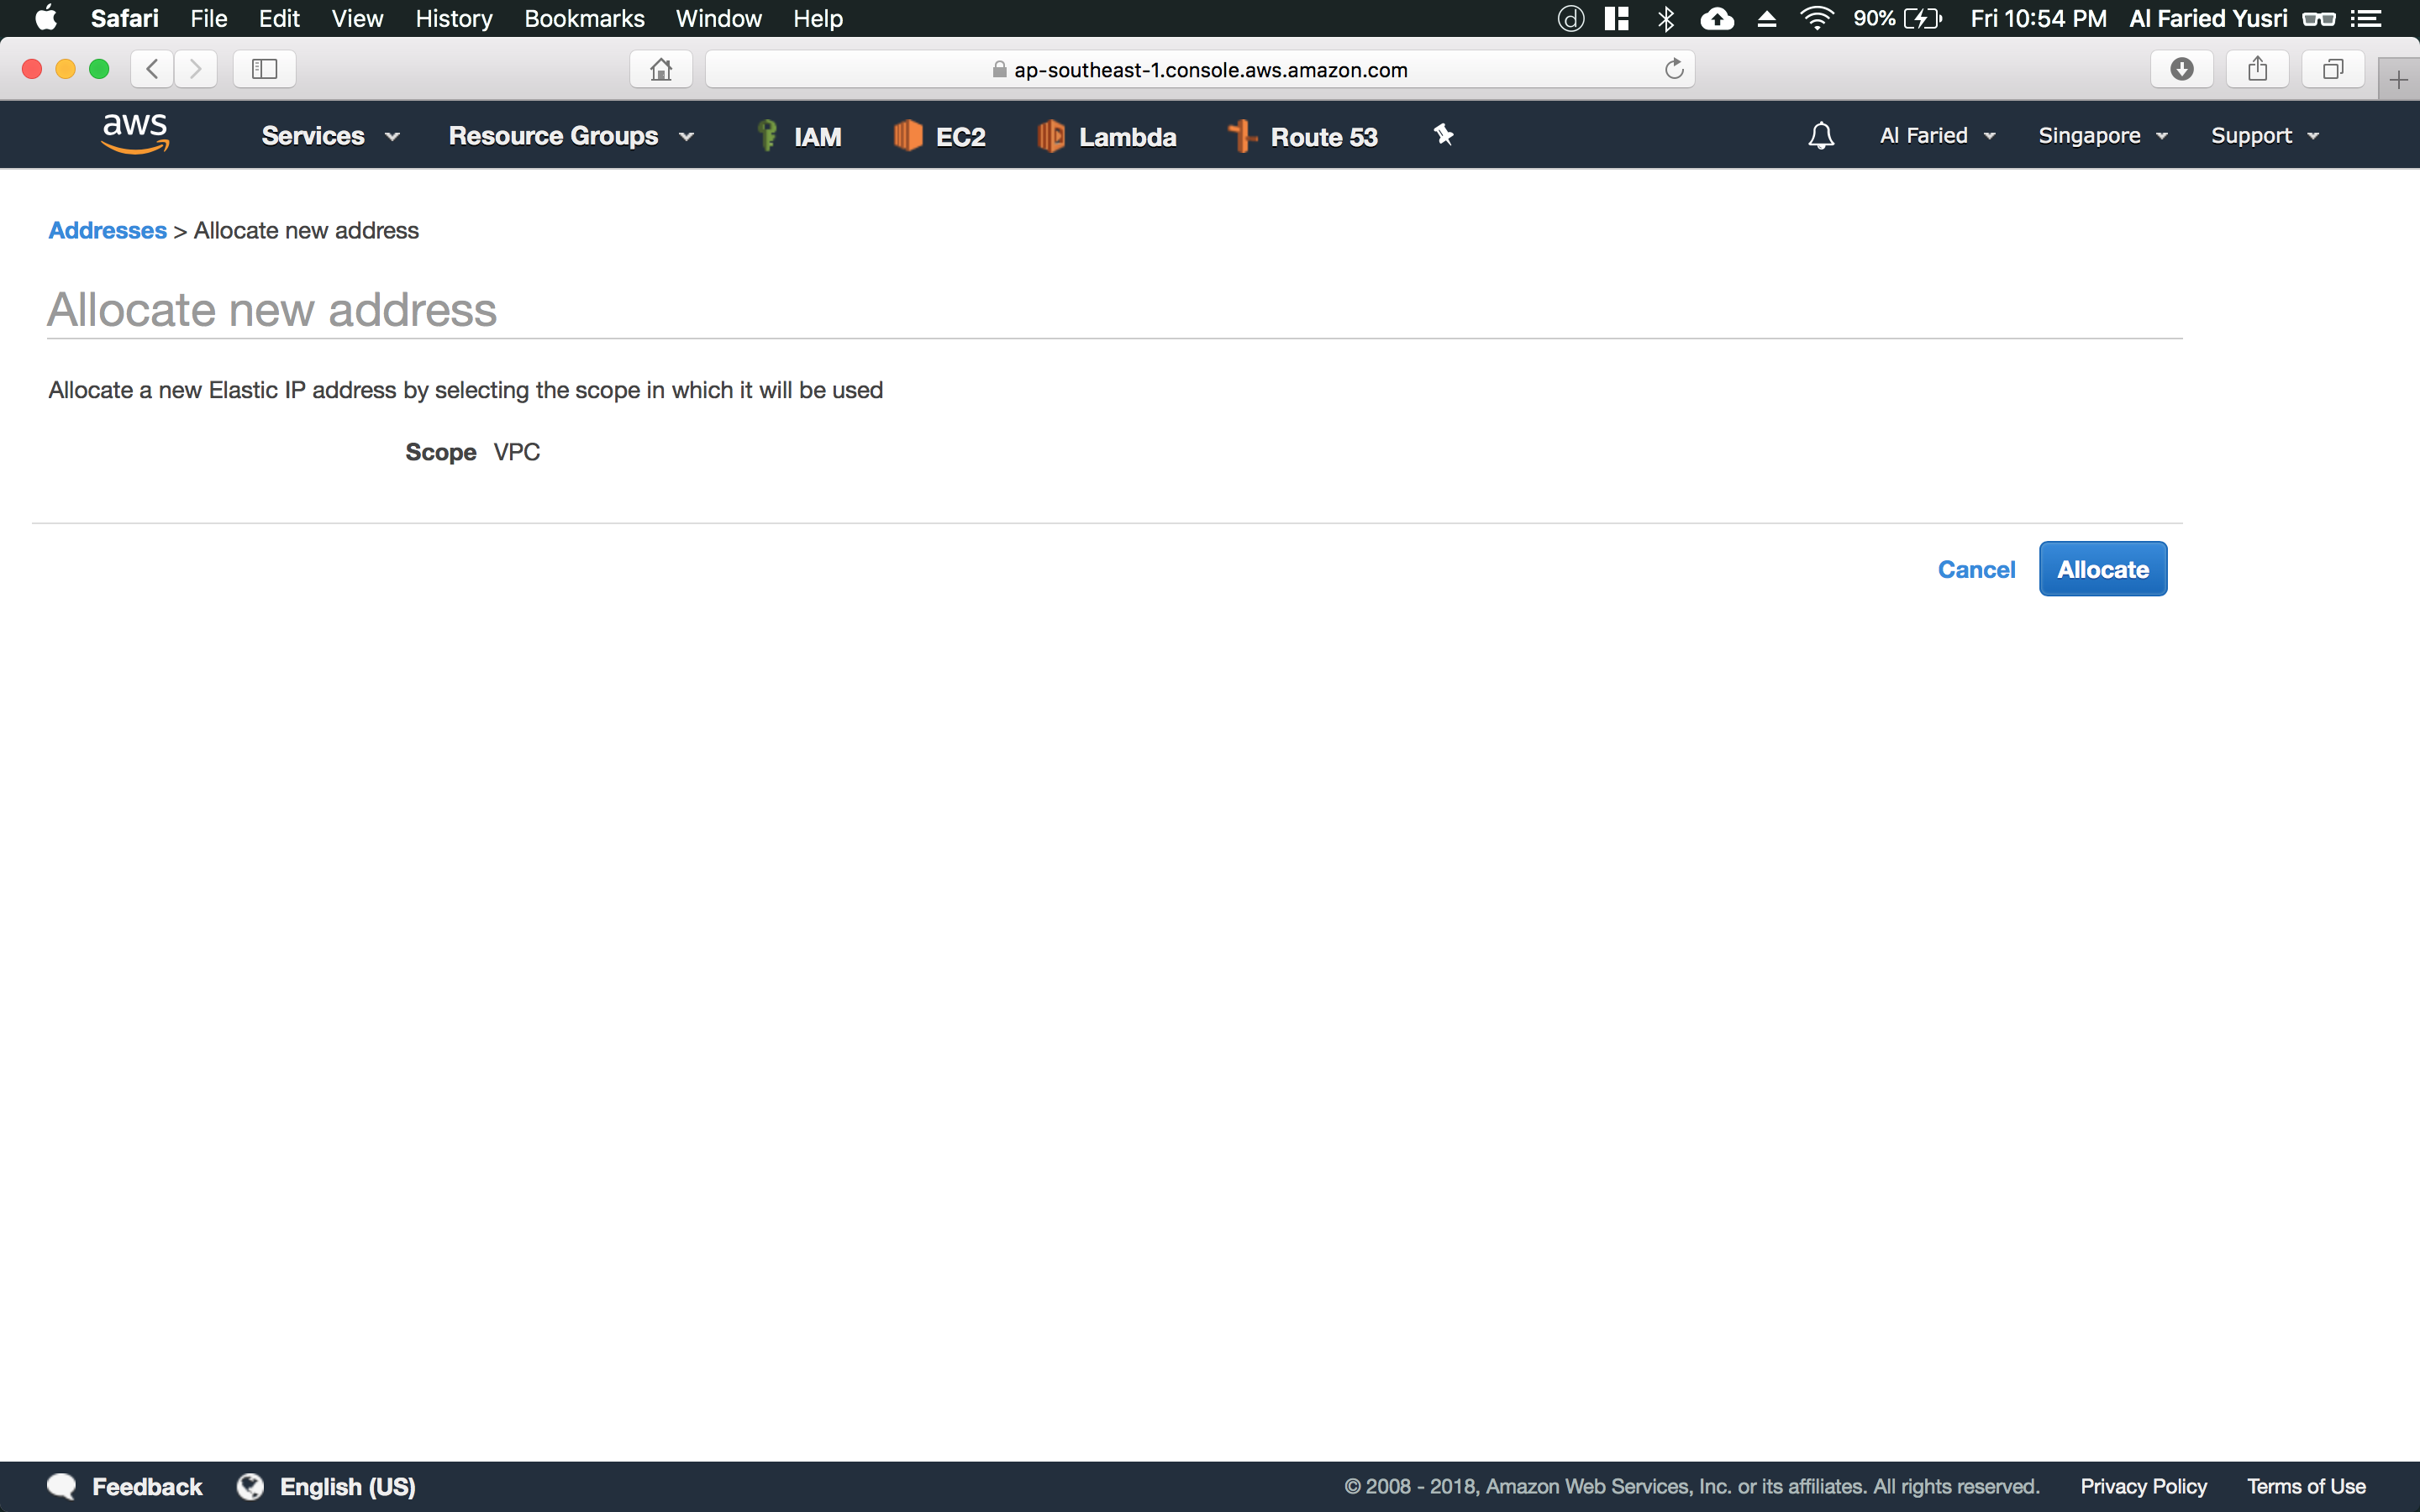 Safari File Edit View History Bookmarks Window Help 90% Fri 10:54 PM Al Faried Yusri
ap-southeast-1.console.aws.amazon.com
aws Services Resource Groups IAM EC2 Lambda Route 53 Al Faried Singapore Support
Addresses > Allocate new address
Allocate new address
Allocate a new Elastic IP address by selecting the scope in which it will be used
Scope VPC
Cancel Allocate
Feedback English (US) © 2008 - 2018, Amazon Web Services, Inc. or its affiliates. All rights reserved. Privacy Policy Terms of Use